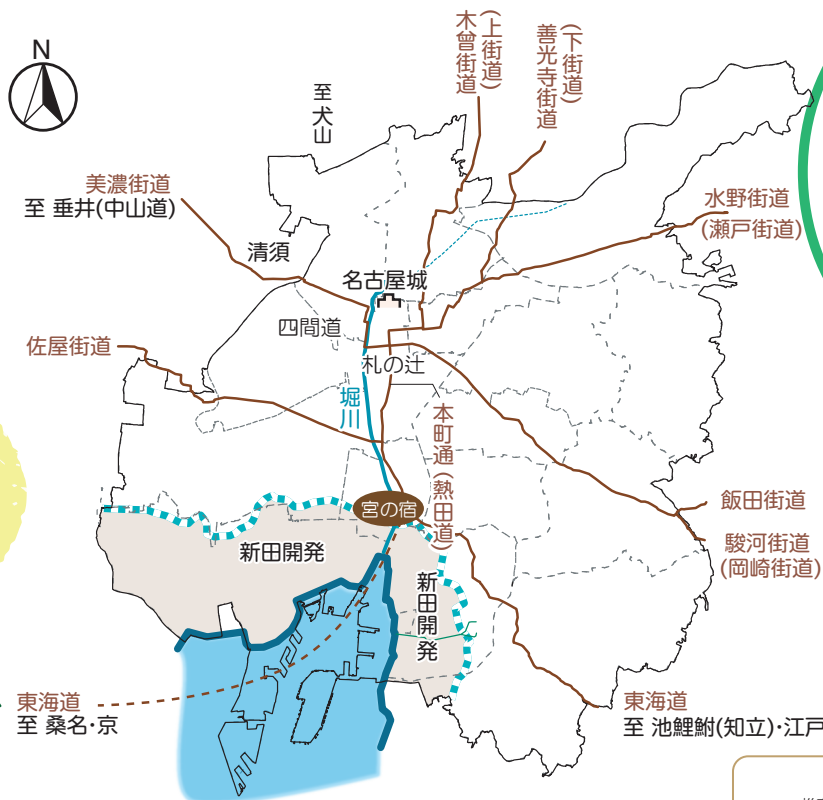 N
木曾街道
(上街道)
善光寺街道
(下街道)
至 犬山
美濃街道
至 垂井(中山道)
水野街道
(瀬戸街道)
清須
名古屋城
四間道
佐屋街道
札の辻
堀川
本町通(熱田道)
宮の宿
飯田街道
駿河街道
(岡崎街道)
新田開発
新田開発
東海道
至 桑名・京
東海道
至 池鯉鮒(知立)・江戸